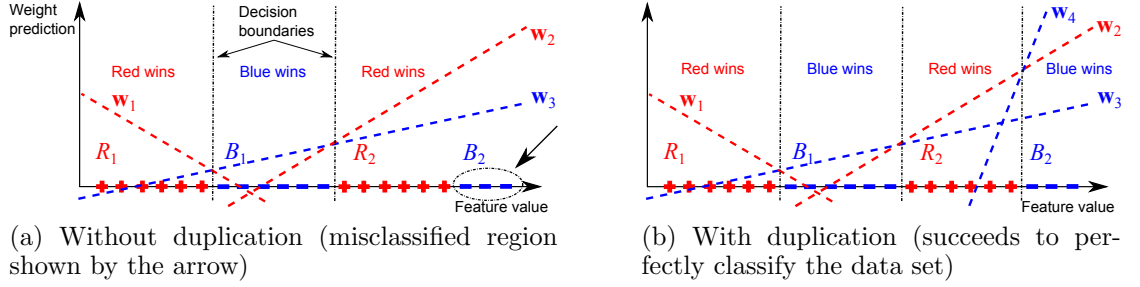 Weight prediction
Decision boundaries
Red wins
Blue wins
Red wins
w2
w1
w3
R1
B1
R2
B2
Feature value
(a) Without duplication (misclassified region
shown by the arrow)
Weight prediction
w4
w2
Red wins
Blue wins
Red wins
Blue wins
w1
w3
R1
B1
R2
B2
Feature value
(b) With duplication (succeeds to per-
fectly classify the data set)